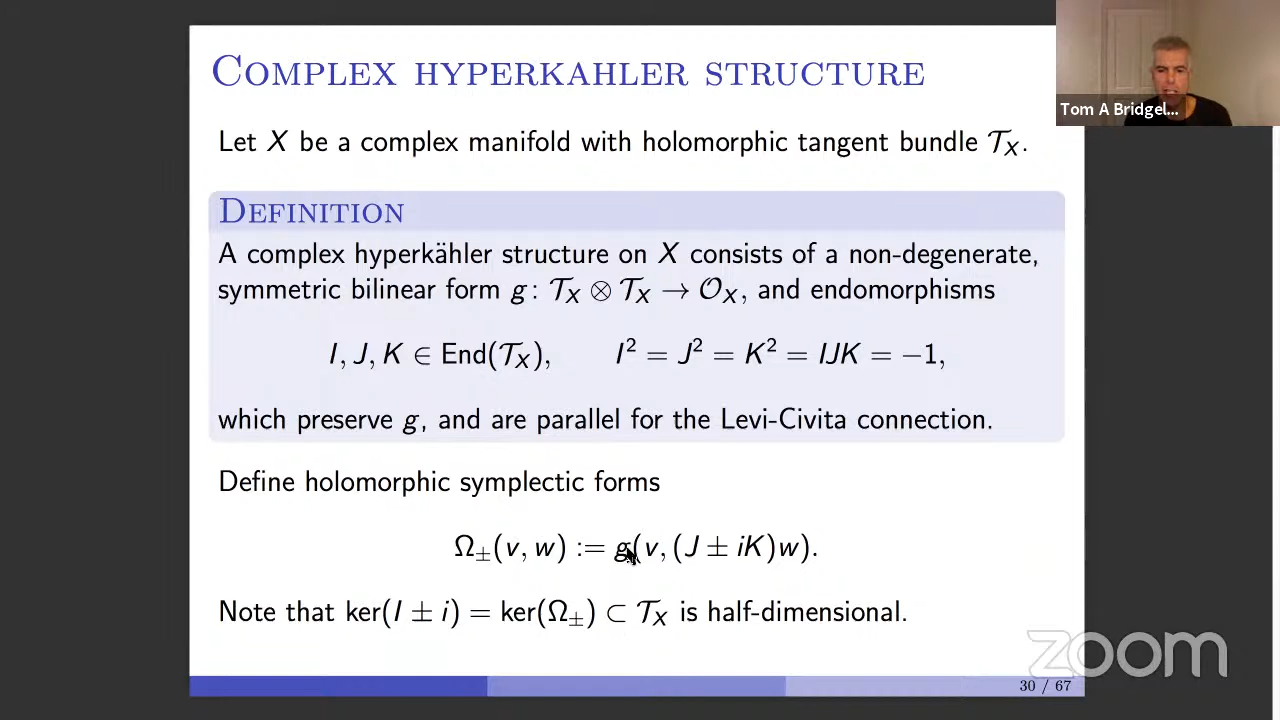 COMPLEX HYPERKAHLER STRUCTURE
Tom A Bridgel...
Let X be a complex manifold with holomorphic tangent bundle 𝒯_X.
DEFINITION
A complex hyperkähler structure on X consists of a non-degenerate,
symmetric bilinear form g: 𝒯_X ⊗ 𝒯_X → 𝒪_X, and endomorphisms
I, J, K ∈ End(𝒯_X), I² = J² = K² = IJK = −1,
which preserve g, and are parallel for the Levi-Civita connection.
Define holomorphic symplectic forms
Ω_±(v, w) := g(v, (J ± iK)w).
Note that ker(I ± i) = ker(Ω_±) ⊂ 𝒯_X is half-dimensional.
zoom
30 / 67